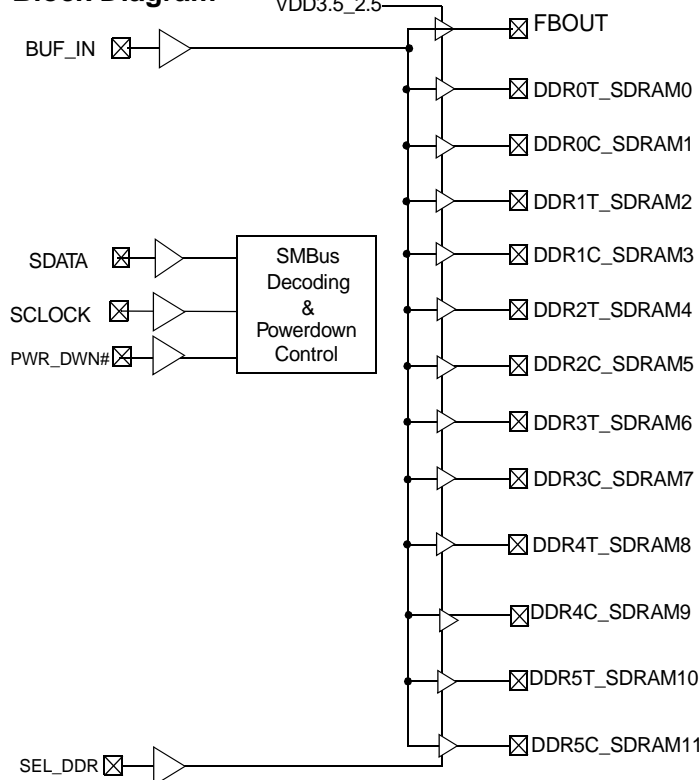 Block Diagram
VDD3.5_2.5
BUF_IN
FBOUT
DDR0T_SDRAM0
DDR0C_SDRAM1
DDR1T_SDRAM2
SDATA
SMBus
Decoding
&
Powerdown
Control
DDR1C_SDRAM3
SCLOCK
DDR2T_SDRAM4
PWR_DWN#
DDR2C_SDRAM5
DDR3T_SDRAM6
DDR3C_SDRAM7
DDR4T_SDRAM8
DDR4C_SDRAM9
DDR5T_SDRAM10
DDR5C_SDRAM11
SEL_DDR